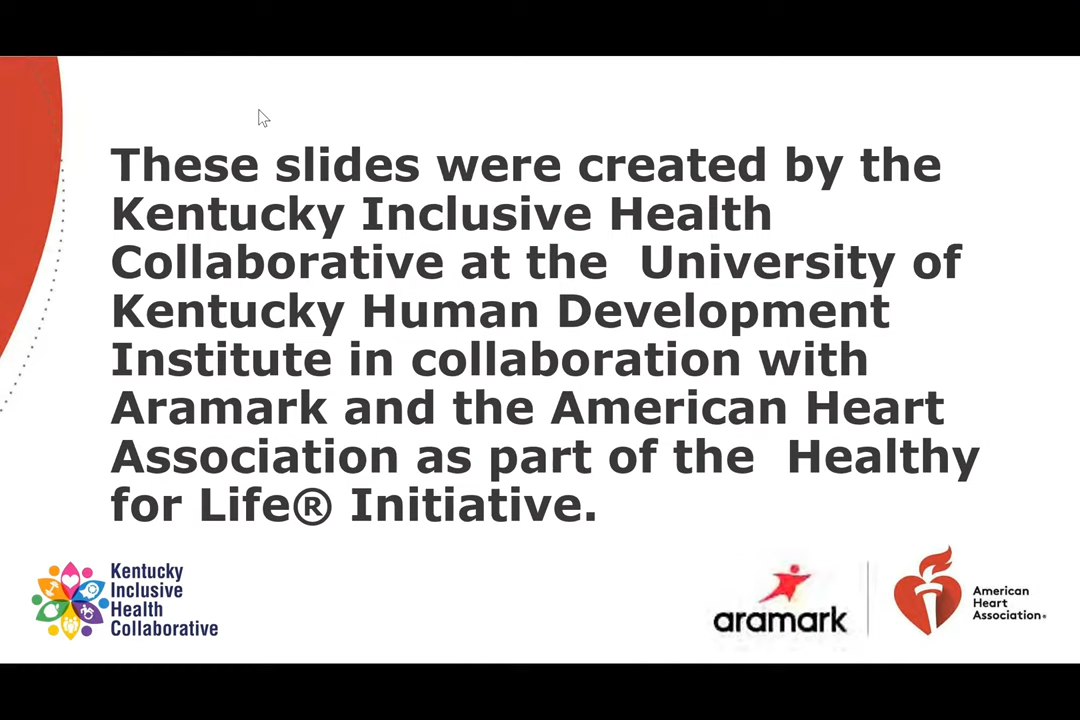 These slides were created by the
Kentucky Inclusive Health
Collaborative at the  University of
Kentucky Human Development
Institute in collaboration with
Aramark and the American Heart
Association as part of the  Healthy
for Life® Initiative.
Kentucky
Inclusive
Health
Collaborative
aramark
American
Heart
Association®